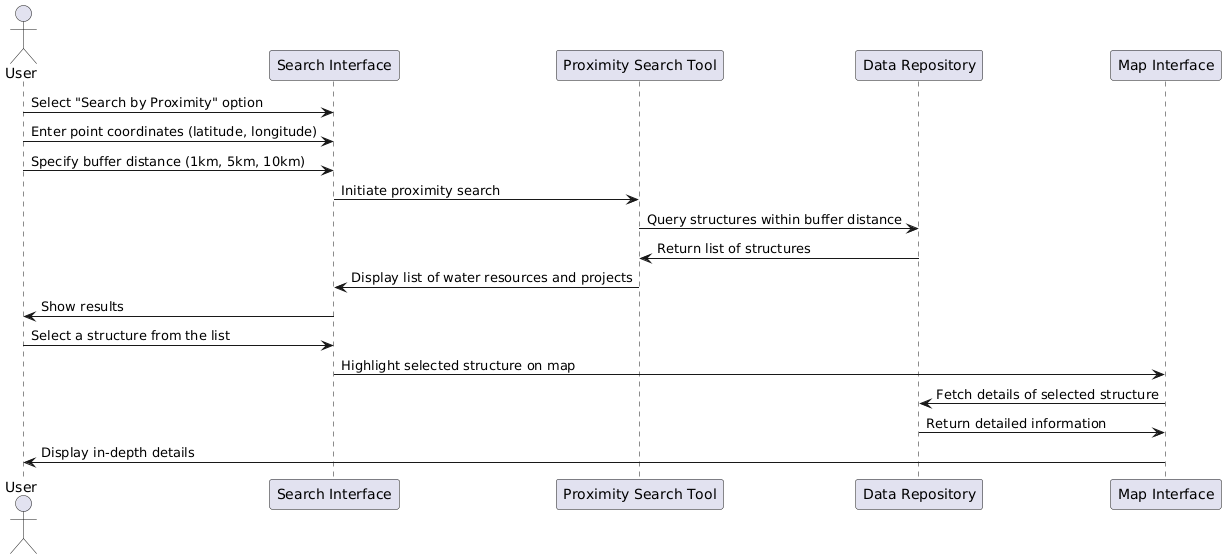 User
Search Interface
Proximity Search Tool
Data Repository
Map Interface
Select "Search by Proximity" option
Enter point coordinates (latitude, longitude)
Specify buffer distance (1km, 5km, 10km)
Initiate proximity search
Query structures within buffer distance
Return list of structures
Display list of water resources and projects
Show results
Select a structure from the list
Highlight selected structure on map
Fetch details of selected structure
Return detailed information
Display in-depth details
User
Search Interface
Proximity Search Tool
Data Repository
Map Interface